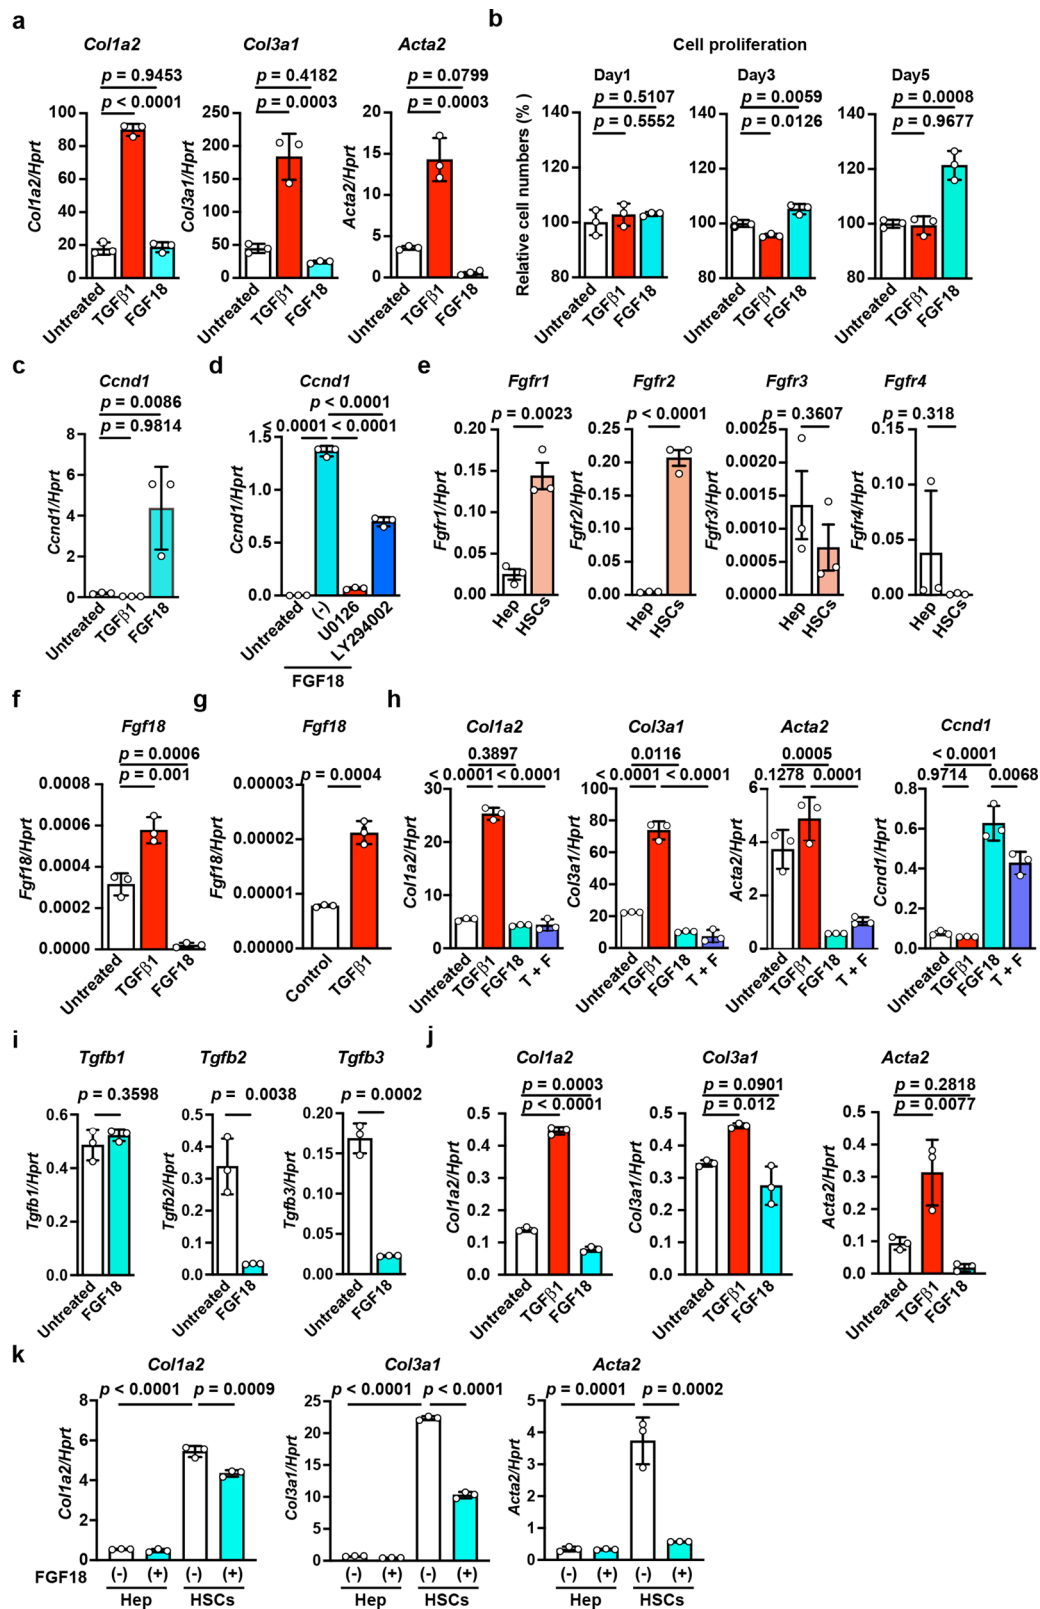 a
Col1a2
p = 0.9453
p < 0.0001
Col1a2/Hprt
100
80
60
40
20
0
Untreated
TGFβ1
FGF18
Col3a1
p = 0.4182
p = 0.0003
Col3a1/Hprt
250
200
150
100
50
0
Untreated
TGFβ1
FGF18
Acta2
p = 0.0799
p = 0.0003
Acta2/Hprt
20
15
10
5
0
Untreated
TGFβ1
FGF18
b
Cell proliferation
Relative cell numbers (%)
Day1
p = 0.5107
p = 0.5552
140
120
100
80
Untreated
TGFβ1
FGF18
Day3
p = 0.0059
p = 0.0126
140
120
100
80
Untreated
TGFβ1
FGF18
Day5
p = 0.0008
p = 0.9677
140
120
100
80
Untreated
TGFβ1
FGF18
c
Ccnd1
p = 0.0086
p = 0.9814
Ccnd1/Hprt
8
6
4
2
0
Untreated
TGFβ1
FGF18
d
Ccnd1
p < 0.0001
< 0.0001
< 0.0001
Ccnd1/Hprt
1.5
1.0
0.5
0.0
Untreated
(-)
U0126
LY294002
FGF18
e
Fgfr1
p = 0.0023
Fgfr1/Hprt
0.20
0.15
0.10
0.05
0.00
Hep
HSCs
Fgfr2
p < 0.0001
Fgfr2/Hprt
0.25
0.20
0.15
0.10
0.05
0.00
Hep
HSCs
Fgfr3
p = 0.3607
Fgfr3/Hprt
0.0025
0.0020
0.0015
0.0010
0.0005
0.0000
Hep
HSCs
Fgfr4
p = 0.318
Fgfr4/Hprt
0.15
0.10
0.05
0.00
Hep
HSCs
f
Fgf18
p = 0.0006
p = 0.001
Fgf18/Hprt
0.0008
0.0006
0.0004
0.0002
0.0000
Untreated
TGFβ1
FGF18
g
Fgf18
p = 0.0004
Fgf18/Hprt
0.00003
0.00002
0.00001
0.00000
Control
TGFβ1
h
Col1a2
0.3897
< 0.0001
< 0.0001
Col1a2/Hprt
30
20
10
0
Untreated
TGFβ1
FGF18
T + F
Col3a1
0.0116
< 0.0001
< 0.0001
Col3a1/Hprt
100
80
60
40
20
0
Untreated
TGFβ1
FGF18
T + F
Acta2
0.0005
0.1278
0.0001
Acta2/Hprt
6
4
2
0
Untreated
TGFβ1
FGF18
T + F
Ccnd1
< 0.0001
0.9714
0.0068
Ccnd1/Hprt
0.8
0.6
0.4
0.2
0.0
Untreated
TGFβ1
FGF18
T + F
i
Tgfb1
p = 0.3598
Tgfb1/Hprt
0.6
0.4
0.2
0.0
Untreated
FGF18
Tgfb2
p = 0.0038
Tgfb2/Hprt
0.5
0.4
0.3
0.2
0.1
0.0
Untreated
FGF18
Tgfb3
p = 0.0002
Tgfb3/Hprt
0.20
0.15
0.10
0.05
0.00
Untreated
FGF18
j
Col1a2
p = 0.0003
p < 0.0001
Col1a2/Hprt
0.5
0.4
0.3
0.2
0.1
0.0
Untreated
TGFβ1
FGF18
Col3a1
p = 0.0901
p = 0.012
Col3a1/Hprt
0.5
0.4
0.3
0.2
0.1
0.0
Untreated
TGFβ1
FGF18
Acta2
p = 0.2818
p = 0.0077
Acta2/Hprt
0.5
0.4
0.3
0.2
0.1
0.0
Untreated
TGFβ1
FGF18
k
Col1a2
p < 0.0001
p = 0.0009
Col1a2/Hprt
8
6
4
2
0
FGF18
(-)
(+)
(-)
(+)
Hep
HSCs
Col3a1
p < 0.0001
p < 0.0001
Col3a1/Hprt
25
20
15
10
5
0
(-)
(+)
(-)
(+)
Hep
HSCs
Acta2
p = 0.0001
p = 0.0002
Acta2/Hprt
5
4
3
2
1
0
(-)
(+)
(-)
(+)
Hep
HSCs